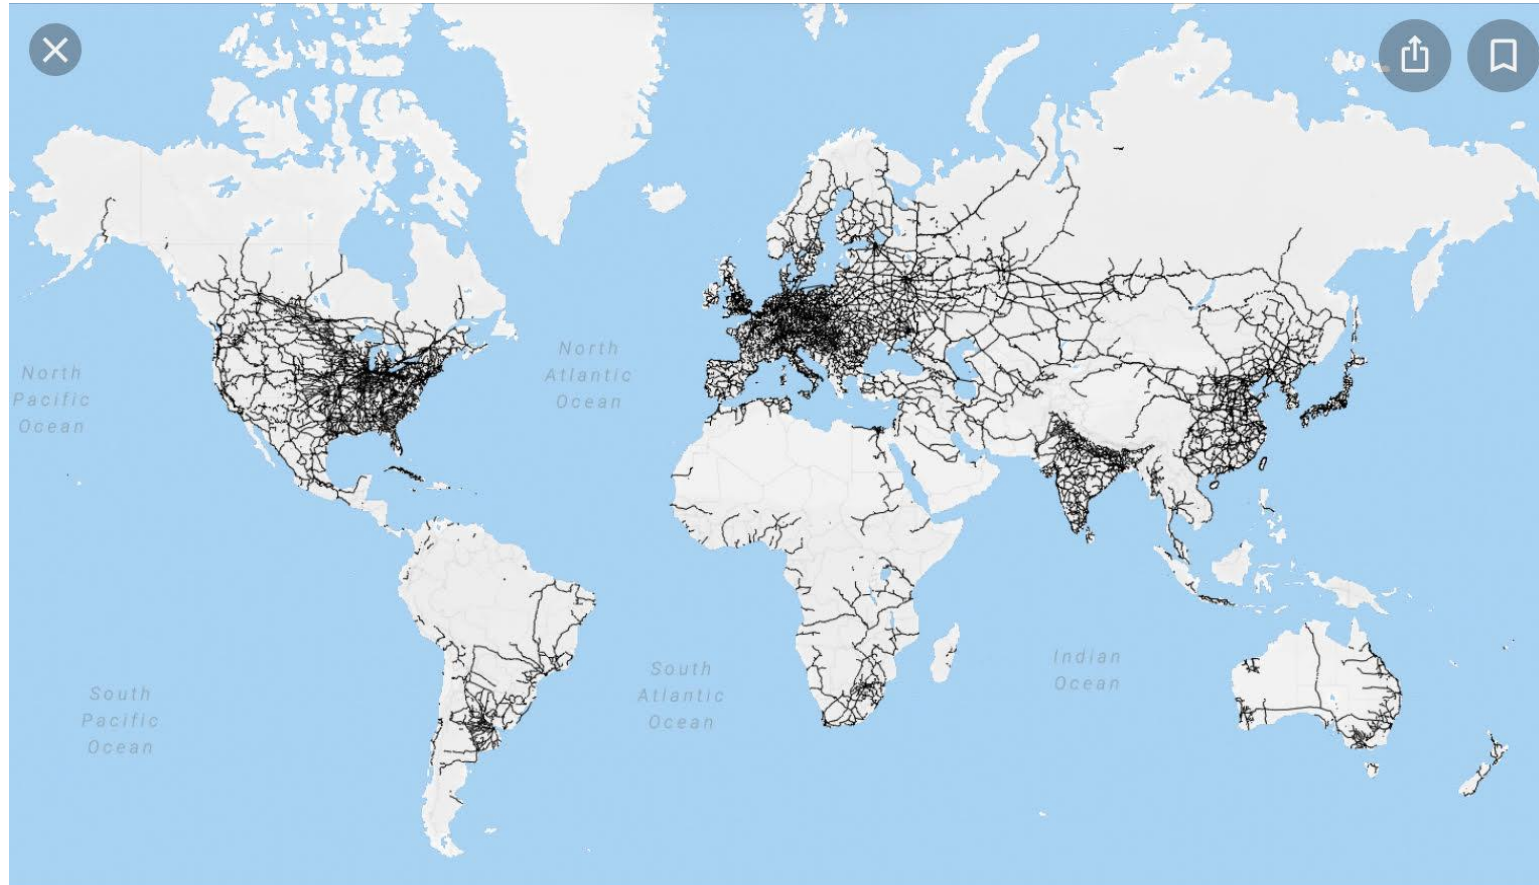 North
Atlantic
Ocean
North
Pacific
Ocean
South
Atlantic
Ocean
Indian
Ocean
South
Pacific
Ocean